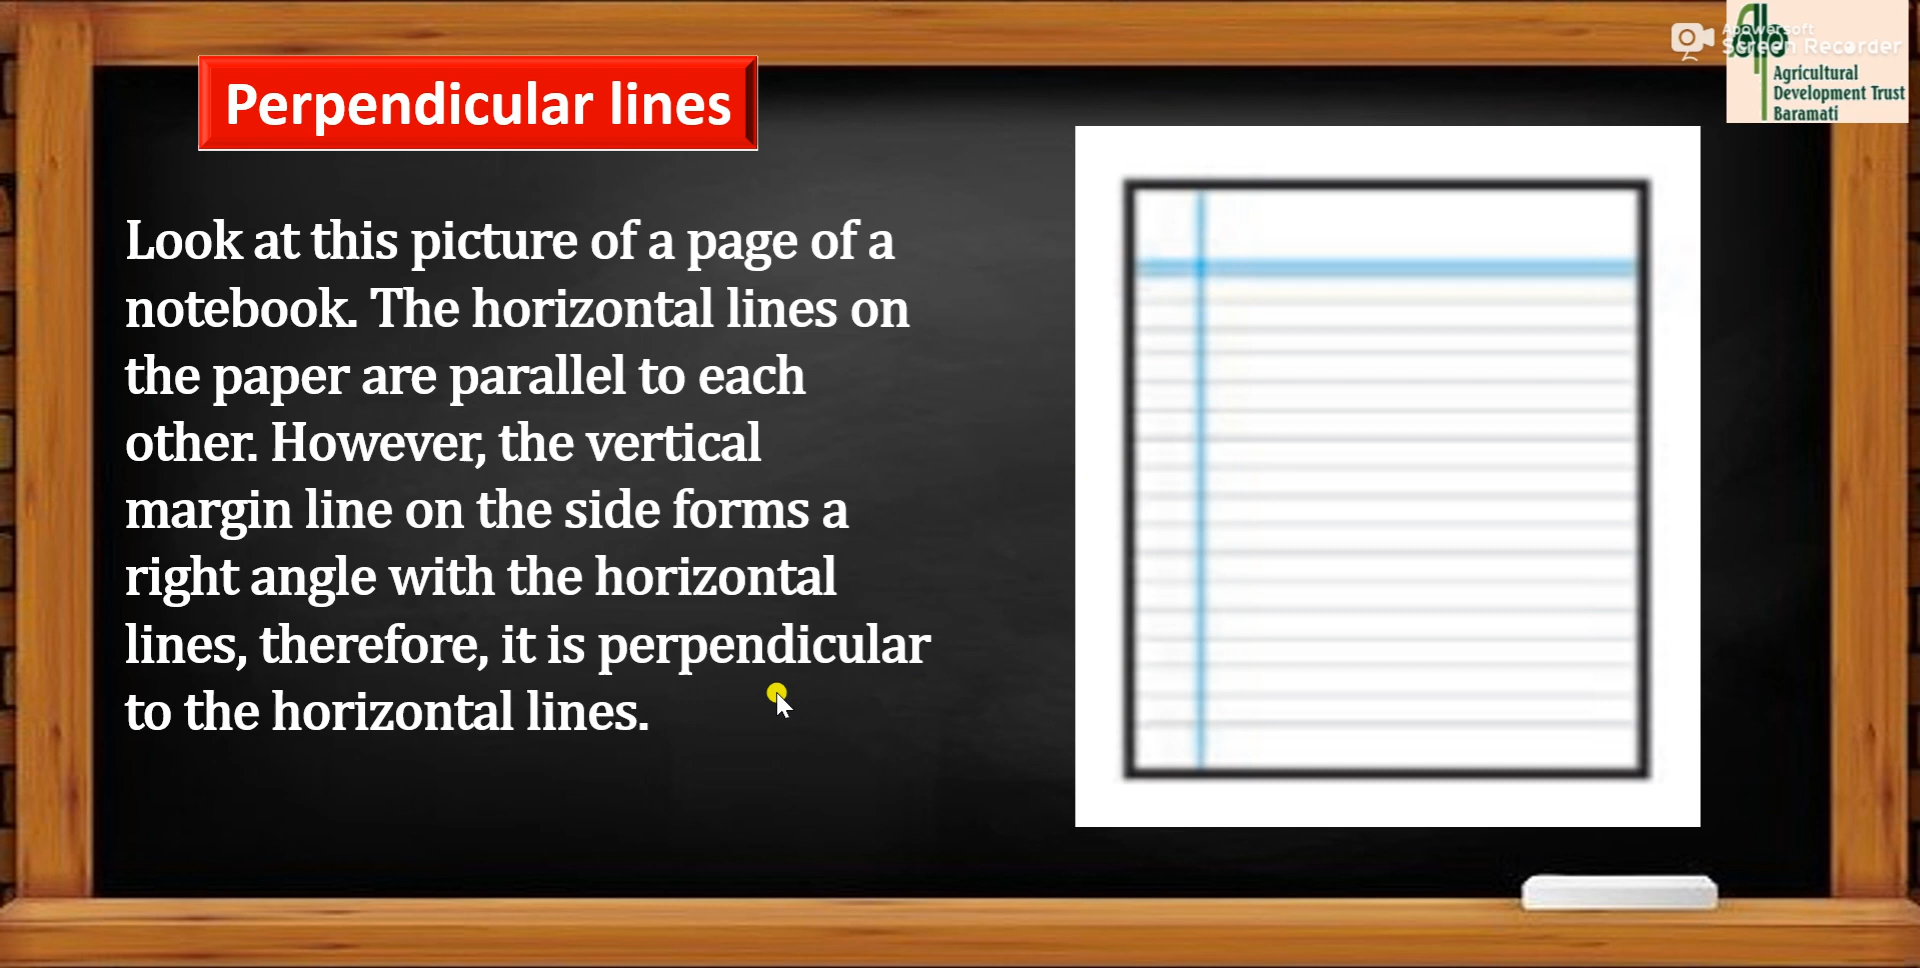 Perpendicular lines
Look at this picture of a page of a
notebook. The horizontal lines on
the paper are parallel to each
other. However, the vertical
margin line on the side forms a
right angle with the horizontal
lines, therefore, it is perpendicular
to the horizontal lines.
Apowersoft
Screen Recorder
Agricultural
Development Trust
Baramati